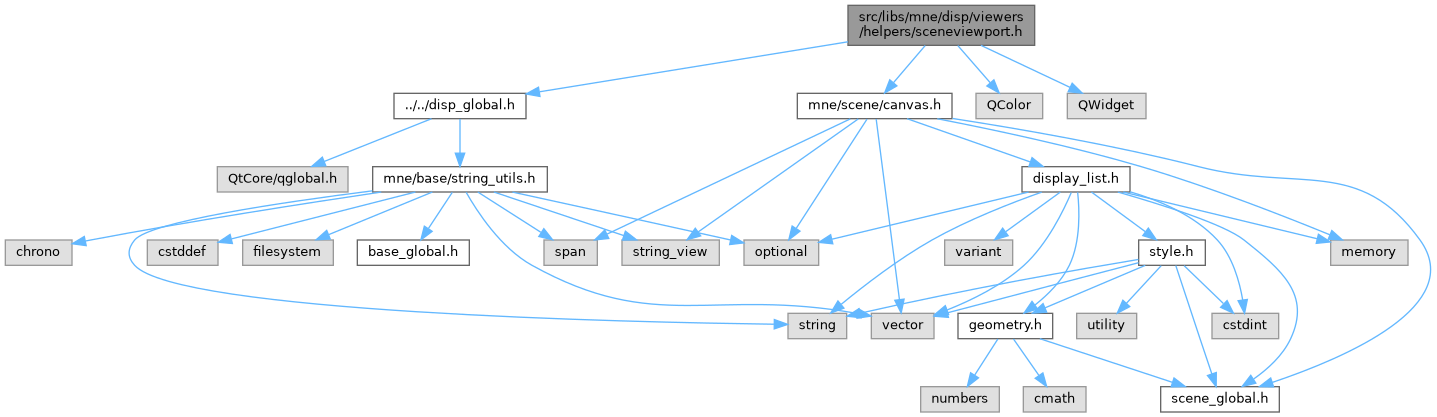 src/libs/mne/disp/viewers
/helpers/sceneviewport.h
../../disp_global.h
mne/scene/canvas.h
QColor
QWidget
QtCore/qglobal.h
mne/base/string_utils.h
display_list.h
chrono
cstddef
filesystem
base_global.h
span
string_view
optional
variant
style.h
memory
string
vector
geometry.h
utility
cstdint
numbers
cmath
scene_global.h